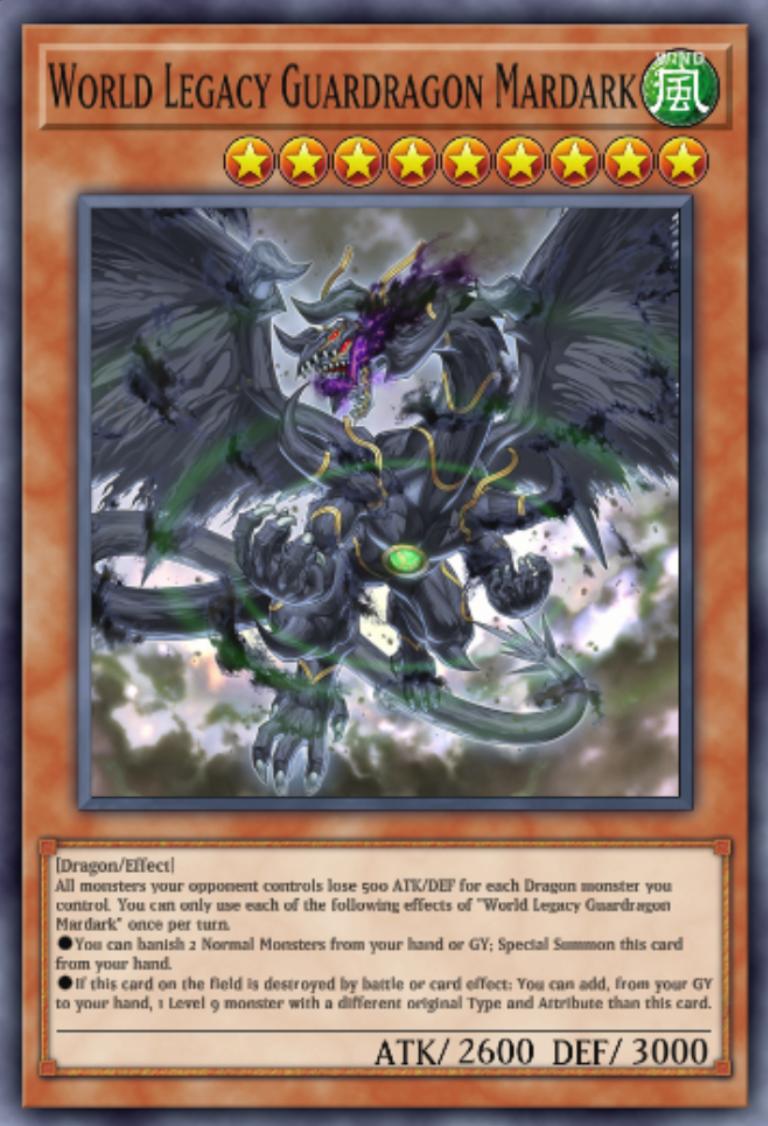 World Legacy Guardragon Mardark
WIND
風
[Dragon/Effect]
All monsters your opponent controls lose 500 ATK/DEF for each Dragon monster you
control. You can only use each of the following effects of "World Legacy Guardragon
Mardark" once per turn.
●You can banish 2 Normal Monsters from your hand or GY; Special Summon this card
from your hand.
●If this card on the field is destroyed by battle or card effect: You can add, from your GY
to your hand, 1 Level 9 monster with a different original Type and Attribute than this card.
ATK/ 2600 DEF/ 3000